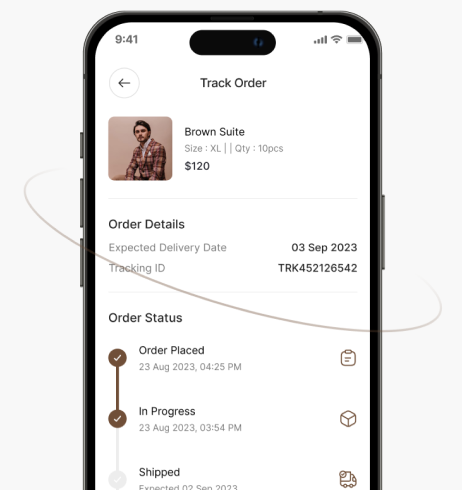 9:41
Track Order
Brown Suite
Size : XL | | Qty : 10pcs
$120
Order Details
Expected Delivery Date 03 Sep 2023
Tracking ID TRK452126542
Order Status
Order Placed
23 Aug 2023, 04:25 PM
In Progress
23 Aug 2023, 03:54 PM
Shipped
Expected 02 Sep 2023